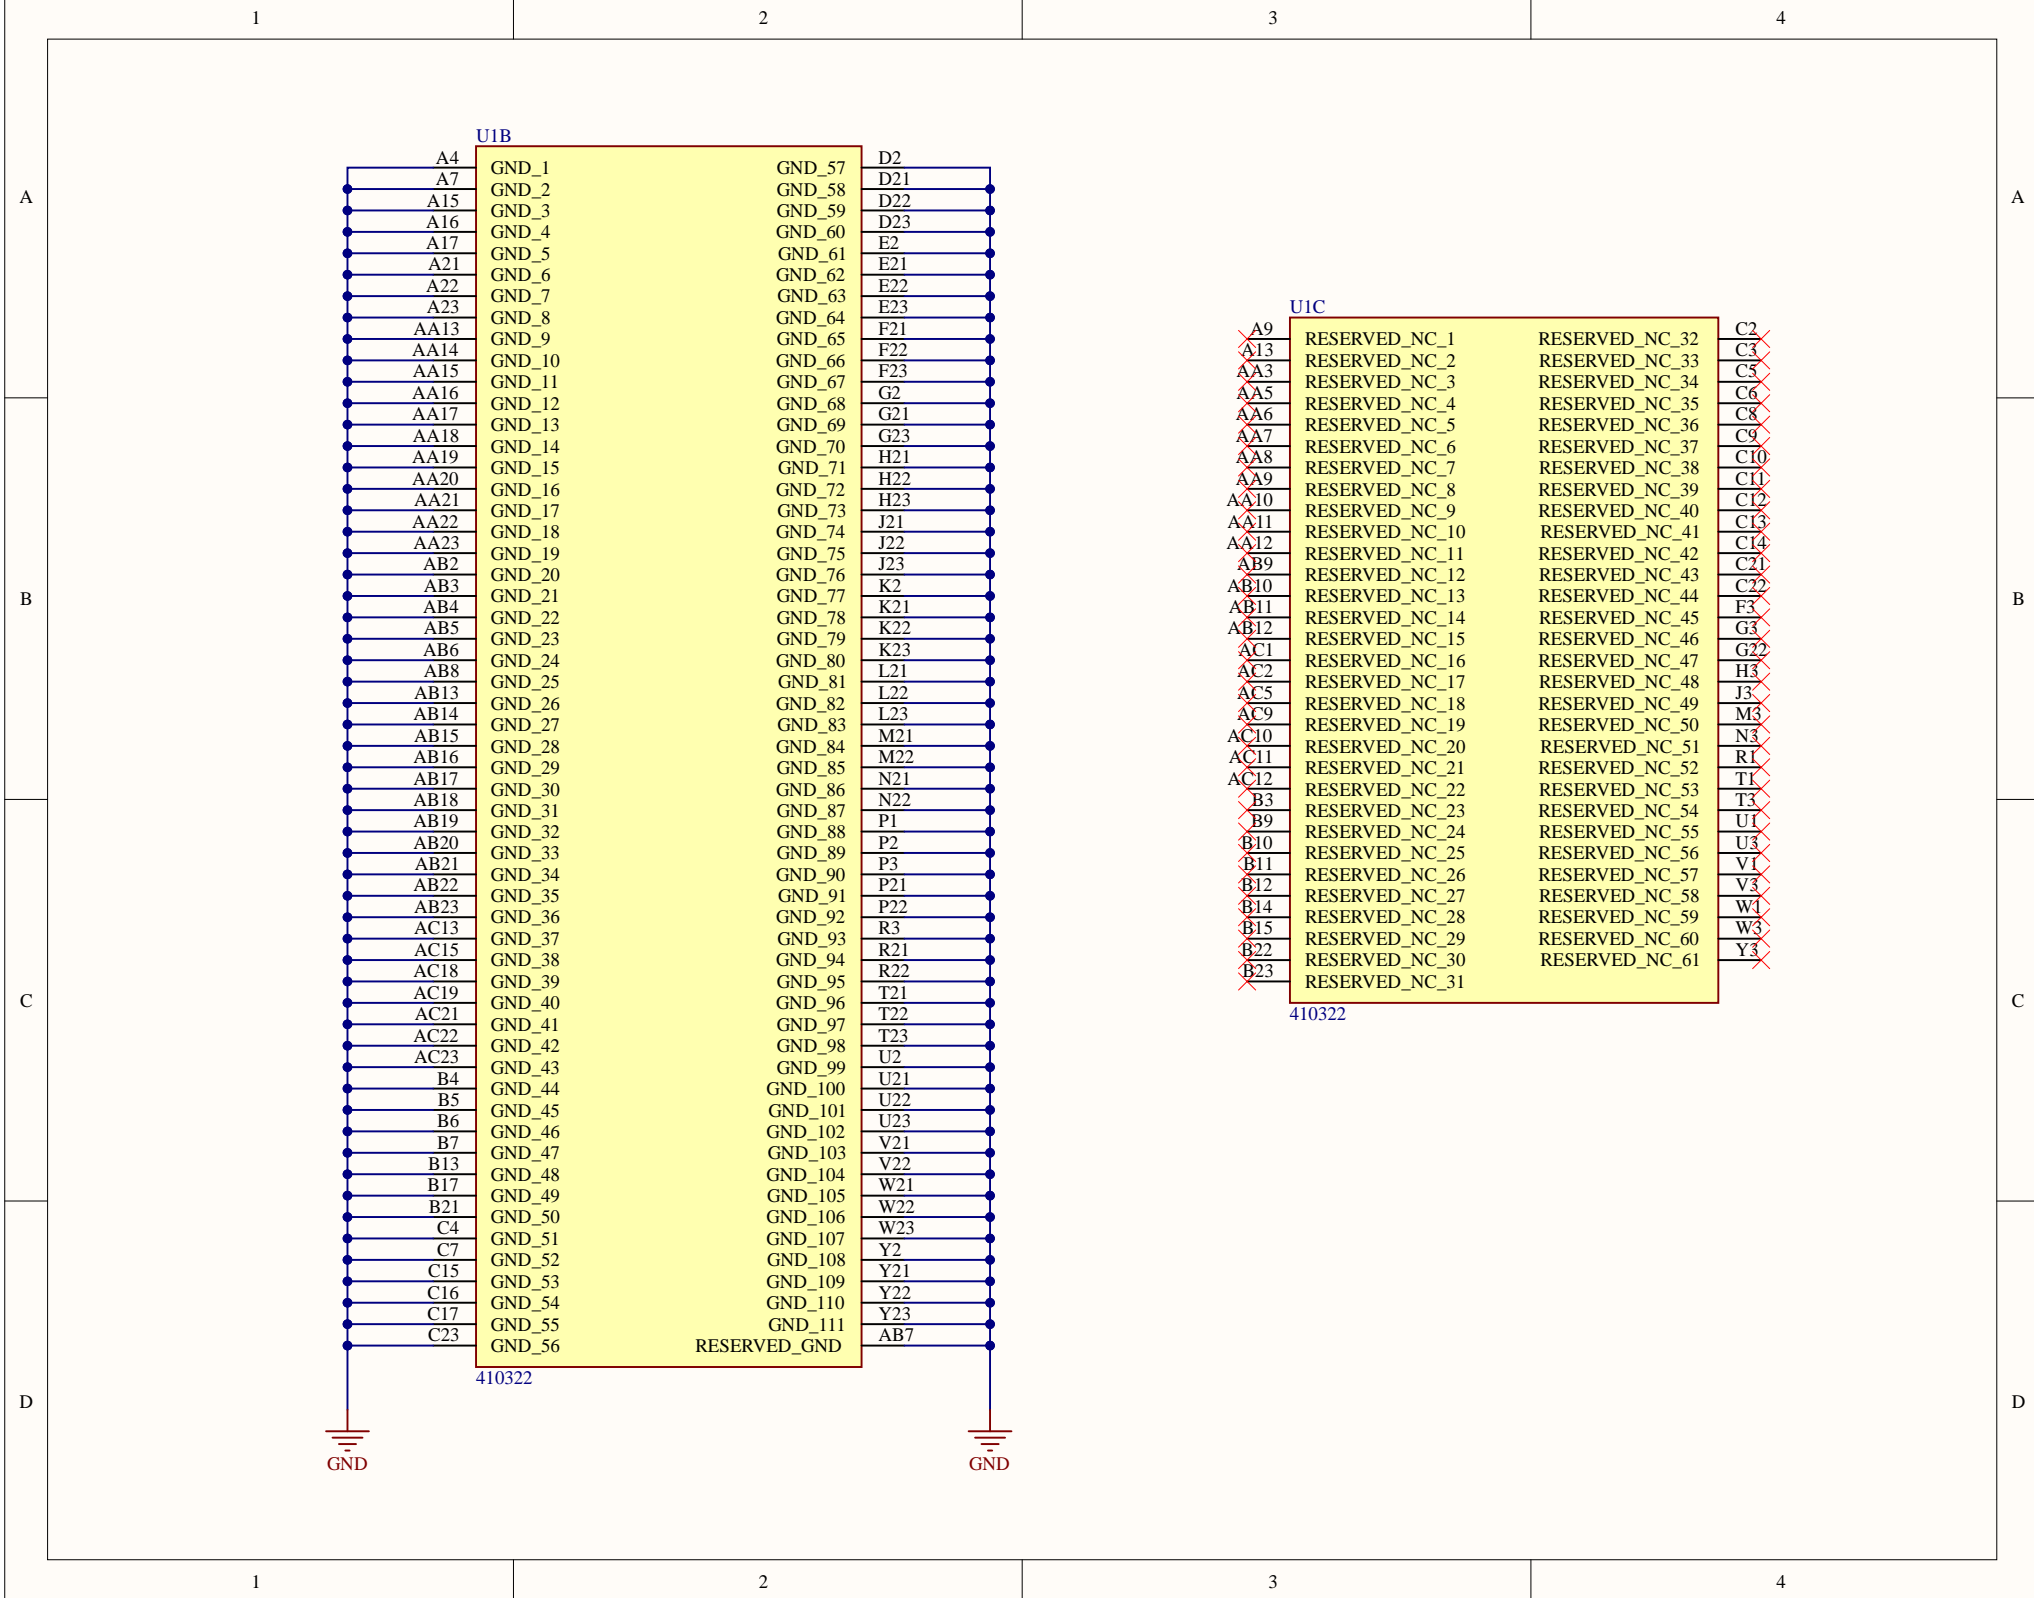 1 2 3 4
U1B
A4 GND_1 GND_57 D2
A7 GND_2 GND_58 D21
A15 GND_3 GND_59 D22
A16 GND_4 GND_60 D23
A17 GND_5 GND_61 E2
A A
A21 GND_6 GND_62 E21
A22 GND_7 GND_63 E22
A23 GND_8 GND_64 E23
AA13 GND_9 GND_65 F21
AA14 GND_10 GND_66 F22
AA15 GND_11 GND_67 F23
AA16 GND_12 GND_68 G2
AA17 GND_13 GND_69 G21
AA18 GND_14 GND_70 G23
AA19 GND_15 GND_71 H21
AA20 GND_16 GND_72 H22
AA21 GND_17 GND_73 H23
AA22 GND_18 GND_74 J21
AA23 GND_19 GND_75 J22
AB2 GND_20 GND_76 J23
AB3 GND_21 GND_77 K2
B B
AB4 GND_22 GND_78 K21
AB5 GND_23 GND_79 K22
AB6 GND_24 GND_80 K23
AB8 GND_25 GND_81 L21
AB13 GND_26 GND_82 L22
AB14 GND_27 GND_83 L23
AB15 GND_28 GND_84 M21
AB16 GND_29 GND_85 M22
AB17 GND_30 GND_86 N21
AB18 GND_31 GND_87 N22
AB19 GND_32 GND_88 P1
AB20 GND_33 GND_89 P2
AB21 GND_34 GND_90 P3
AB22 GND_35 GND_91 P21
AB23 GND_36 GND_92 P22
AC13 GND_37 GND_93 R3
AC15 GND_38 GND_94 R21
AC18 GND_39 GND_95 R22
AC19 GND_40 GND_96 T21
C C
AC21 GND_41 GND_97 T22
AC22 GND_42 GND_98 T23
AC23 GND_43 GND_99 U2
B4 GND_44 GND_100 U21
B5 GND_45 GND_101 U22
B6 GND_46 GND_102 U23
B7 GND_47 GND_103 V21
B13 GND_48 GND_104 V22
B17 GND_49 GND_105 W21
B21 GND_50 GND_106 W22
C4 GND_51 GND_107 W23
C7 GND_52 GND_108 Y2
C15 GND_53 GND_109 Y21
C16 GND_54 GND_110 Y22
C17 GND_55 GND_111 Y23
C23 GND_56 RESERVED_GND AB7
410322
D D
GND GND
U1C
A9 RESERVED_NC_1 RESERVED_NC_32 C2
A13 RESERVED_NC_2 RESERVED_NC_33 C3
AA3 RESERVED_NC_3 RESERVED_NC_34 C5
AA5 RESERVED_NC_4 RESERVED_NC_35 C6
AA6 RESERVED_NC_5 RESERVED_NC_36 C8
AA7 RESERVED_NC_6 RESERVED_NC_37 C9
AA8 RESERVED_NC_7 RESERVED_NC_38 C10
AA9 RESERVED_NC_8 RESERVED_NC_39 C11
AA10 RESERVED_NC_9 RESERVED_NC_40 C12
AA11 RESERVED_NC_10 RESERVED_NC_41 C13
AA12 RESERVED_NC_11 RESERVED_NC_42 C14
AB9 RESERVED_NC_12 RESERVED_NC_43 C21
AB10 RESERVED_NC_13 RESERVED_NC_44 C22
AB11 RESERVED_NC_14 RESERVED_NC_45 F3
AB12 RESERVED_NC_15 RESERVED_NC_46 G3
AC1 RESERVED_NC_16 RESERVED_NC_47 G22
AC2 RESERVED_NC_17 RESERVED_NC_48 H3
AC5 RESERVED_NC_18 RESERVED_NC_49 J3
AC9 RESERVED_NC_19 RESERVED_NC_50 M3
AC10 RESERVED_NC_20 RESERVED_NC_51 N3
AC11 RESERVED_NC_21 RESERVED_NC_52 R1
AC12 RESERVED_NC_22 RESERVED_NC_53 T1
B3 RESERVED_NC_23 RESERVED_NC_54 T3
B9 RESERVED_NC_24 RESERVED_NC_55 U1
B10 RESERVED_NC_25 RESERVED_NC_56 U3
B11 RESERVED_NC_26 RESERVED_NC_57 V1
B12 RESERVED_NC_27 RESERVED_NC_58 V3
B14 RESERVED_NC_28 RESERVED_NC_59 W1
B15 RESERVED_NC_29 RESERVED_NC_60 W3
B22 RESERVED_NC_30 RESERVED_NC_61 Y3
B23 RESERVED_NC_31
410322
1 2 3 4